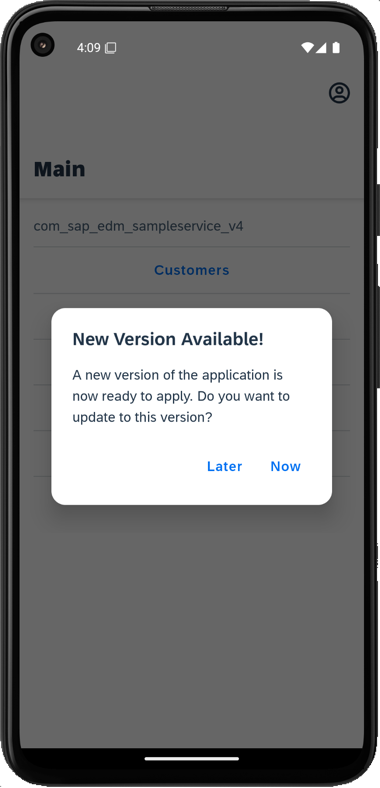 4:09
Main
com_sap_edm_sampleservice_v4
Customers
New Version Available!
A new version of the application is
now ready to apply. Do you want to
update to this version?
Later Now